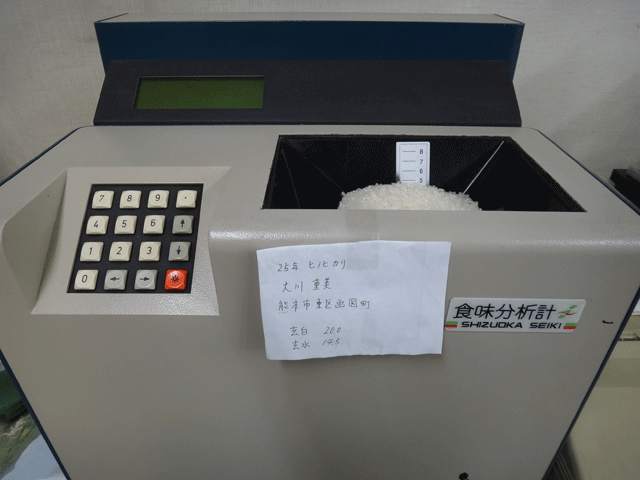 8
7
6
5
7 8 9
4 5 6
1 2 3
0
25年 ヒノヒカリ
大川 重美
熊本市東区画図町
玄白 20.0
玄水 14.5
食味分析計
SHIZUOKA SEIKI